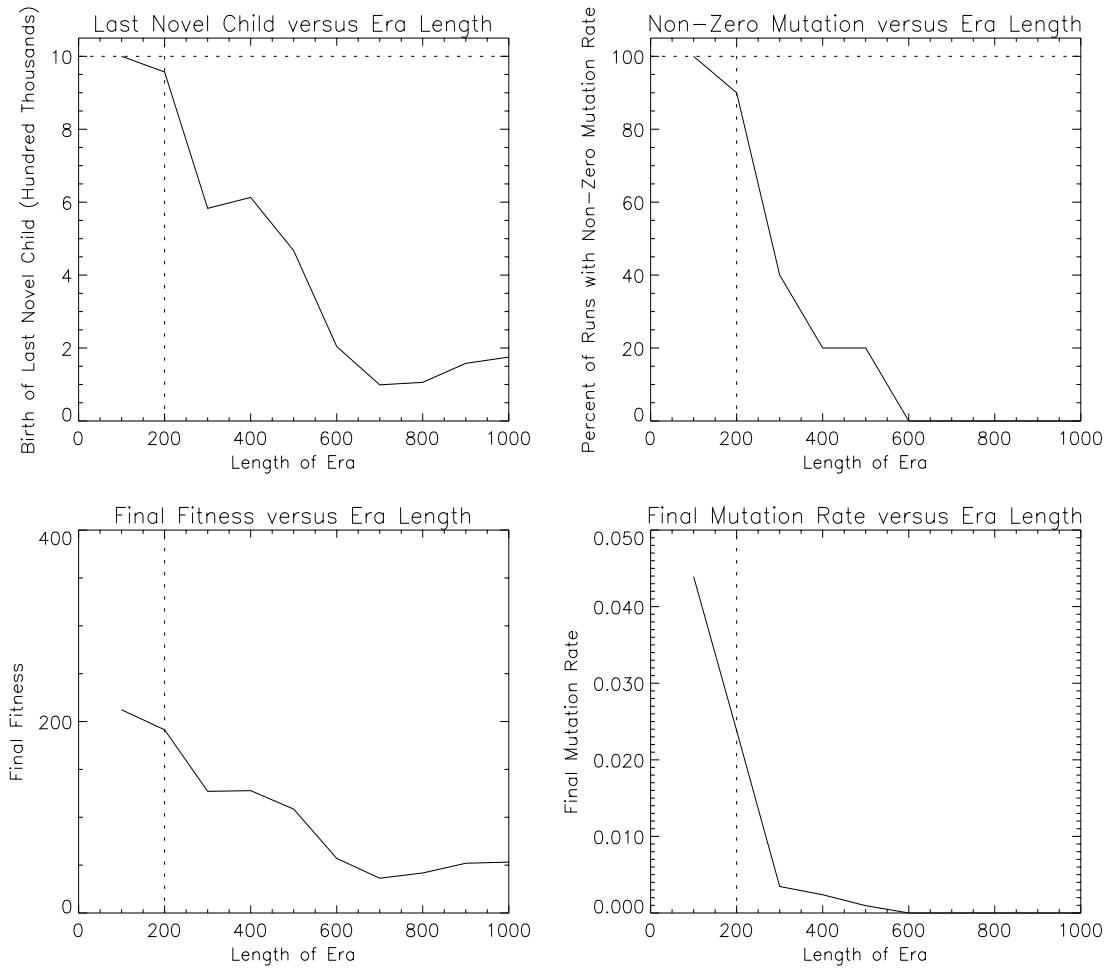 Last Novel Child versus Era Length
Birth of Last Novel Child (Hundred Thousands)
10
8
6
4
2
0
0 200 400 600 800 1000
Length of Era
Non-Zero Mutation versus Era Length
Percent of Runs with Non-Zero Mutation Rate
100
80
60
40
20
0
0 200 400 600 800 1000
Length of Era
Final Fitness versus Era Length
Final Fitness
400
200
0
0 200 400 600 800 1000
Length of Era
Final Mutation Rate versus Era Length
Final Mutation Rate
0.050
0.040
0.030
0.020
0.010
0.000
0 200 400 600 800 1000
Length of Era